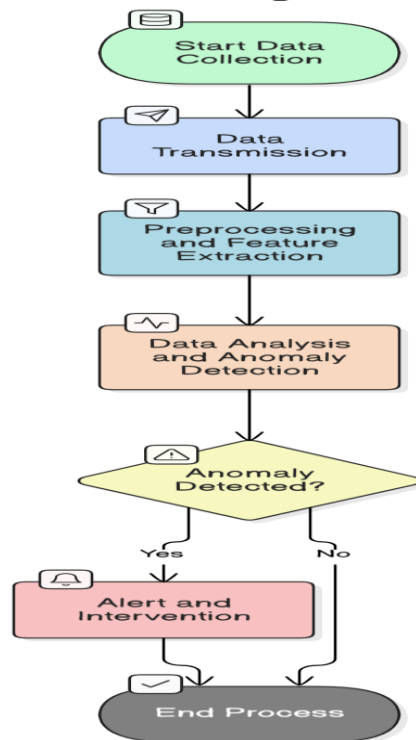 Start Data
Collection
Data
Transmission
Preprocessing
and Feature
Extraction
Data Analysis
and Anomaly
Detection
Anomaly
Detected?
Yes
No
Alert and
Intervention
End Process